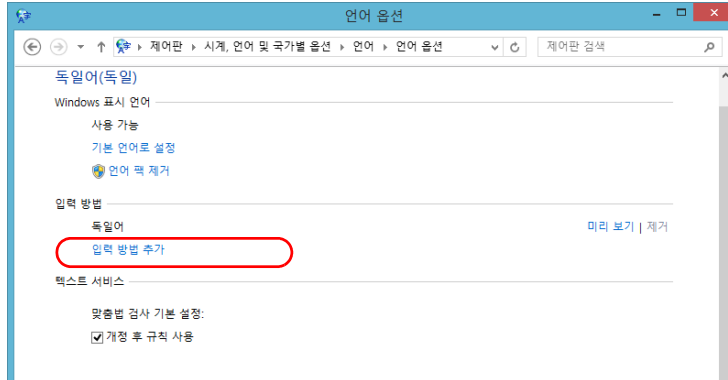 언어 옵션
제어판 시계, 언어 및 국가별 옵션 언어 언어 옵션 제어판 검색
독일어(독일)
Windows 표시 언어
사용 가능
기본 언어로 설정
언어 팩 제거
입력 방법
독일어 미리 보기 | 제거
입력 방법 추가
텍스트 서비스
맞춤법 검사 기본 설정:
개정 후 규칙 사용